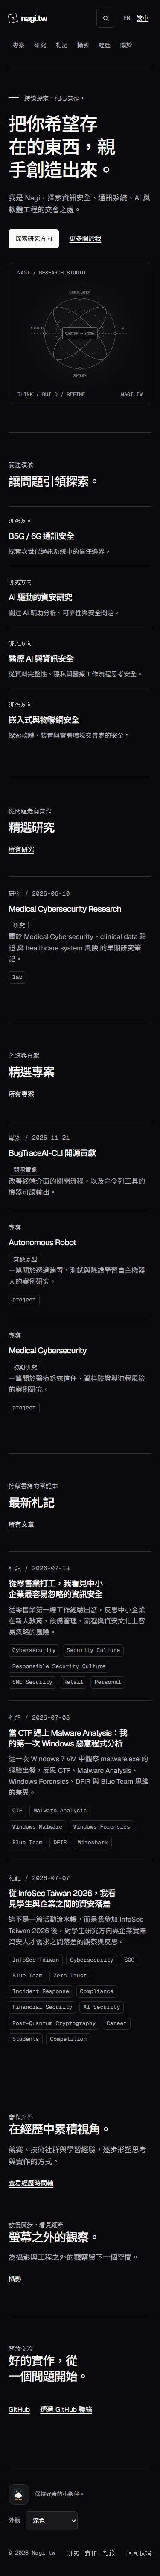 nagi.tw
EN 繁中
專案 研究 札記 攝影 經歷 關於
持續探索，細心實作。
把你希望存
在的東西，親
手創造出來。
我是 Nagi，探索資訊安全、通訊系統、AI 與
軟體工程的交會之處。
探索研究方向 更多關於我
NAGI / RESEARCH STUDIO
THINK / BUILD / REFINE NAGI.TW
關注領域
讓問題引領探索。
研究方向
B5G / 6G 通訊安全
探索次世代通訊系統中的信任邊界。
研究方向
AI 驅動的資安研究
關注 AI 輔助分析、可靠性與安全問題。
研究方向
醫療 AI 與資訊安全
從資料完整性、隱私與醫療工作流程思考安全。
研究方向
嵌入式與物聯網安全
探索軟體、裝置與實體環境交會處的安全。
從問題走向實作
精選研究
所有研究
研究 / 2026-06-10
Medical Cybersecurity Research
研究中
關於 Medical Cybersecurity、clinical data 驗
證 與 healthcare system 風險 的早期研究筆
記。
lab
系統與貢獻
精選專案
所有專案
專案 / 2026-11-21
BugTraceAI-CLI 開源貢獻
開源貢獻
改善終端介面的關閉流程，以及命令列工具的
機器可讀輸出。
專案
Autonomous Robot
實驗原型
一篇關於透過建置、測試與除錯學習自主機器
人的案例研究。
project
專案
Medical Cybersecurity
初期研究
一篇關於醫療系統信任、資料驗證與流程風險
的案例研究。
project
持續書寫的筆記本
最新札記
所有文章
札記 / 2026-07-18
從零售業打工，我看見中小
企業最容易忽略的資訊安全
從零售業第一線工作經驗出發，反思中小企業
在新人教育、設備管理、流程與資安文化上容
易忽略的風險。
Cybersecurity Security Culture
Responsible Security Culture
SME Security Retail Personal
札記 / 2026-07-08
當 CTF 遇上 Malware Analysis：我
的第一次 Windows 惡意程式分析
從一次 Windows 7 VM 中觀察 malware.exe 的
經驗出發，反思 CTF、Malware Analysis、
Windows Forensics、DFIR 與 Blue Team 思維
的差異。
CTF Malware Analysis
Windows Malware Windows Forensics
Blue Team DFIR Wireshark
札記 / 2026-07-07
從 InfoSec Taiwan 2026，我看
見學生與企業之間的資安落差
這不是一篇活動流水帳，而是我參加 InfoSec
Taiwan 2026 後，對學生研究方向與企業實際
資安人才需求之間落差的觀察與反思。
InfoSec Taiwan Cybersecurity SOC
Blue Team Zero Trust
Incident Response Compliance
Financial Security AI Security
Post-Quantum Cryptography Career
Students Competition
實作之外
在經歷中累積視角。
競賽、技術社群與學習經驗，逐步形塑思考
與實作的方式。
查看經歷時間軸
放慢腳步，看見細節
螢幕之外的觀察。
為攝影與工程之外的觀察留下一個空間。
攝影
開放交流
好的實作，從
一個問題開始。
GitHub 透過 GitHub 聯絡
保持好奇的小夥伴。
外觀 深色
© 2026 Nagi.tw 研究、實作、記錄 回到頂端